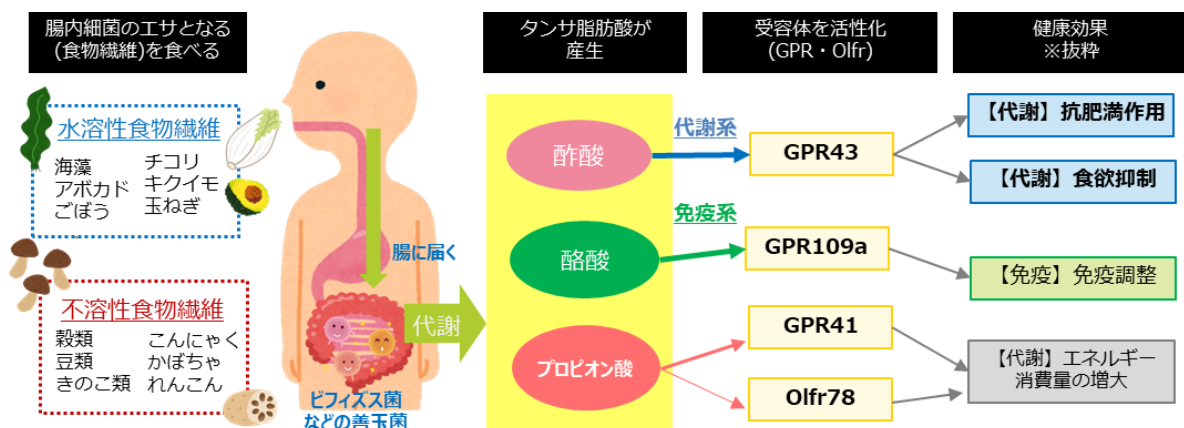 腸内細菌のエサとなる
(食物繊維)を食べる
タンサ脂肪酸が
産生
受容体を活性化
(GPR・Olfr)
健康効果
※抜粋
水溶性食物繊維
海藻
アボカド
ごぼう
チコリ
キクイモ
玉ねぎ
不溶性食物繊維
穀類
豆類
きのこ類
こんにゃく
かぼちゃ
れんこん
腸に届く
ビフィズス菌
などの善玉菌
代謝
酢酸
酪酸
プロピオン酸
代謝系
免疫系
GPR43
GPR109a
GPR41
Olfr78
【代謝】抗肥満作用
【代謝】食欲抑制
【免疫】免疫調整
【代謝】エネルギー
消費量の増大